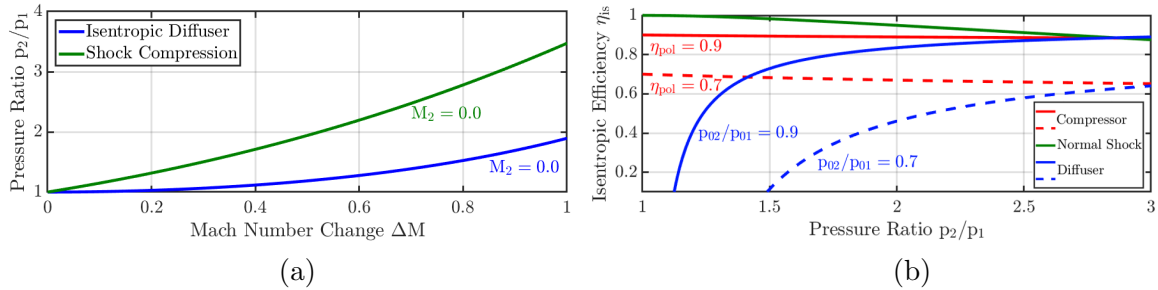 Pressure Ratio p2/p1
4
3
2
1
Isentropic Diffuser
Shock Compression
M2 = 0.0
M2 = 0.0
0
0.2
0.4
0.6
0.8
1
Mach Number Change ΔM
(a)
Isentropic Efficiency ηis
1
0.8
0.6
0.4
0.2
ηpol = 0.9
ηpol = 0.7
p02/p01 = 0.9
p02/p01 = 0.7
Compressor
Normal Shock
Diffuser
1
1.5
2
2.5
3
Pressure Ratio p2/p1
(b)